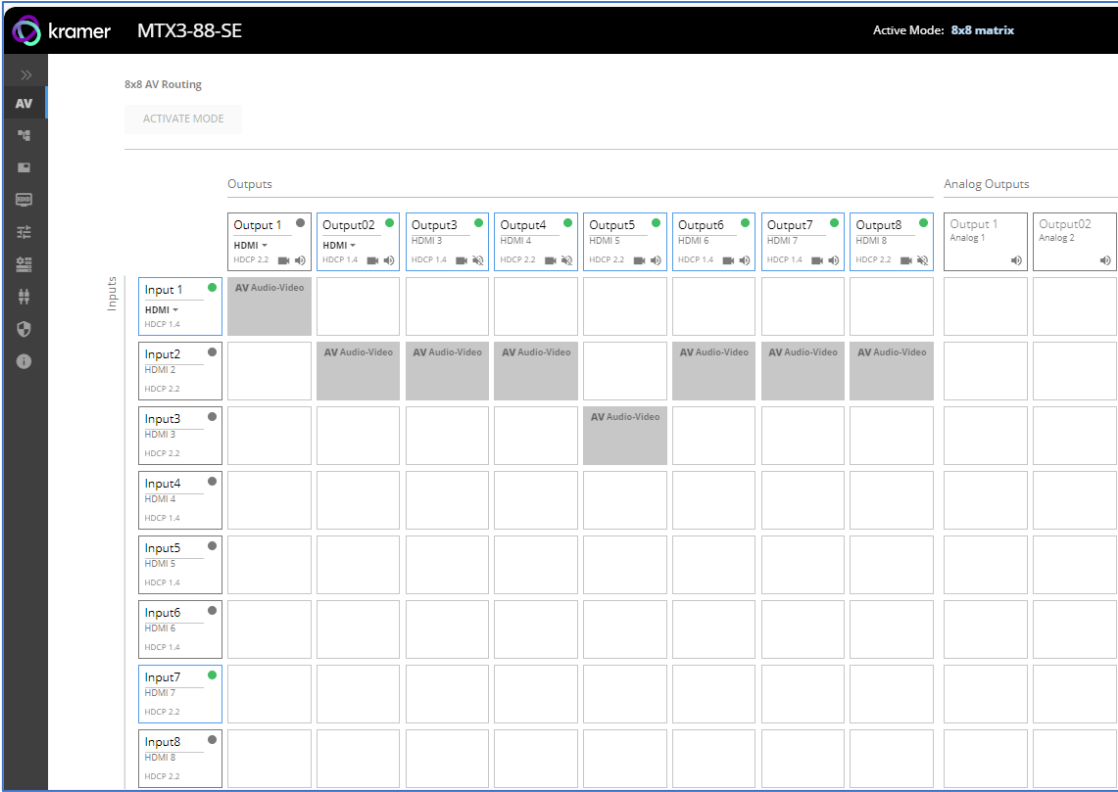 kramer MTX3-88-SE Active Mode: 8x8 matrix
8x8 AV Routing
AV
ACTIVATE MODE
Outputs Analog Outputs
Output 1 Output02 Output3 Output4 Output5 Output6 Output7 Output8 Output 1 Output02
HDMI HDMI HDMI 3 HDMI 4 HDMI 5 HDMI 6 HDMI 7 HDMI 8 Analog 1 Analog 2
HDCP 2.2 HDCP 1.4 HDCP 1.4 HDCP 2.2 HDCP 2.2 HDCP 1.4 HDCP 1.4 HDCP 2.2
Inputs
Input 1 AV Audio-Video
HDMI
HDCP 1.4
Input2 AV Audio-Video AV Audio-Video AV Audio-Video AV Audio-Video AV Audio-Video AV Audio-Video
HDMI 2
HDCP 2.2
Input3 AV Audio-Video
HDMI 3
HDCP 2.2
Input4
HDMI 4
HDCP 1.4
Input5
HDMI 5
HDCP 1.4
Input6
HDMI 6
HDCP 1.4
Input7
HDMI 7
HDCP 2.2
Input8
HDMI 8
HDCP 2.2